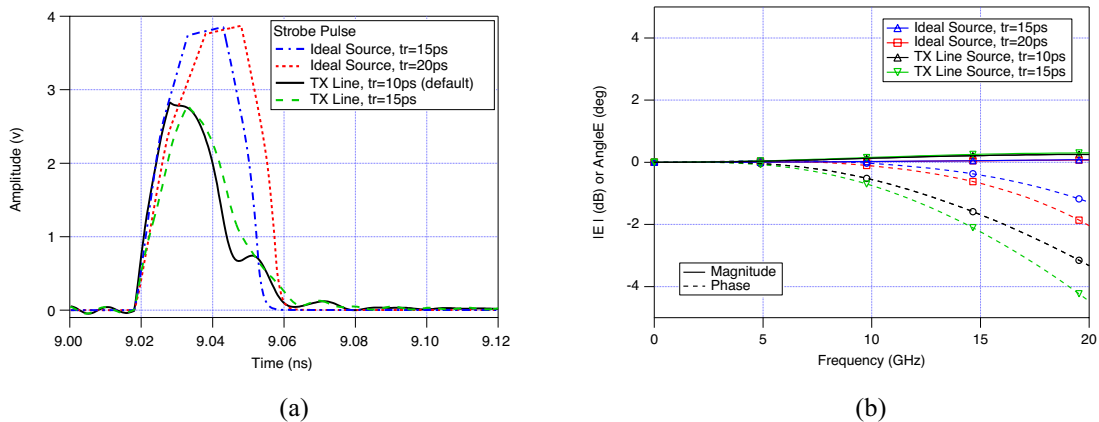 4
3
2
1
0
Amplitude (v)
9.00
9.02
9.04
9.06
9.08
9.10
9.12
Time (ns)
Strobe Pulse
Ideal Source, tr=15ps
Ideal Source, tr=20ps
TX Line, tr=10ps (default)
TX Line, tr=15ps
(a)
4
2
0
-2
-4
|E | (dB) or AngleE (deg)
0
5
10
15
20
Frequency (GHz)
Ideal Source, tr=15ps
Ideal Source, tr=20ps
TX Line Source, tr=10ps
TX Line Source, tr=15ps
Magnitude
Phase
(b)